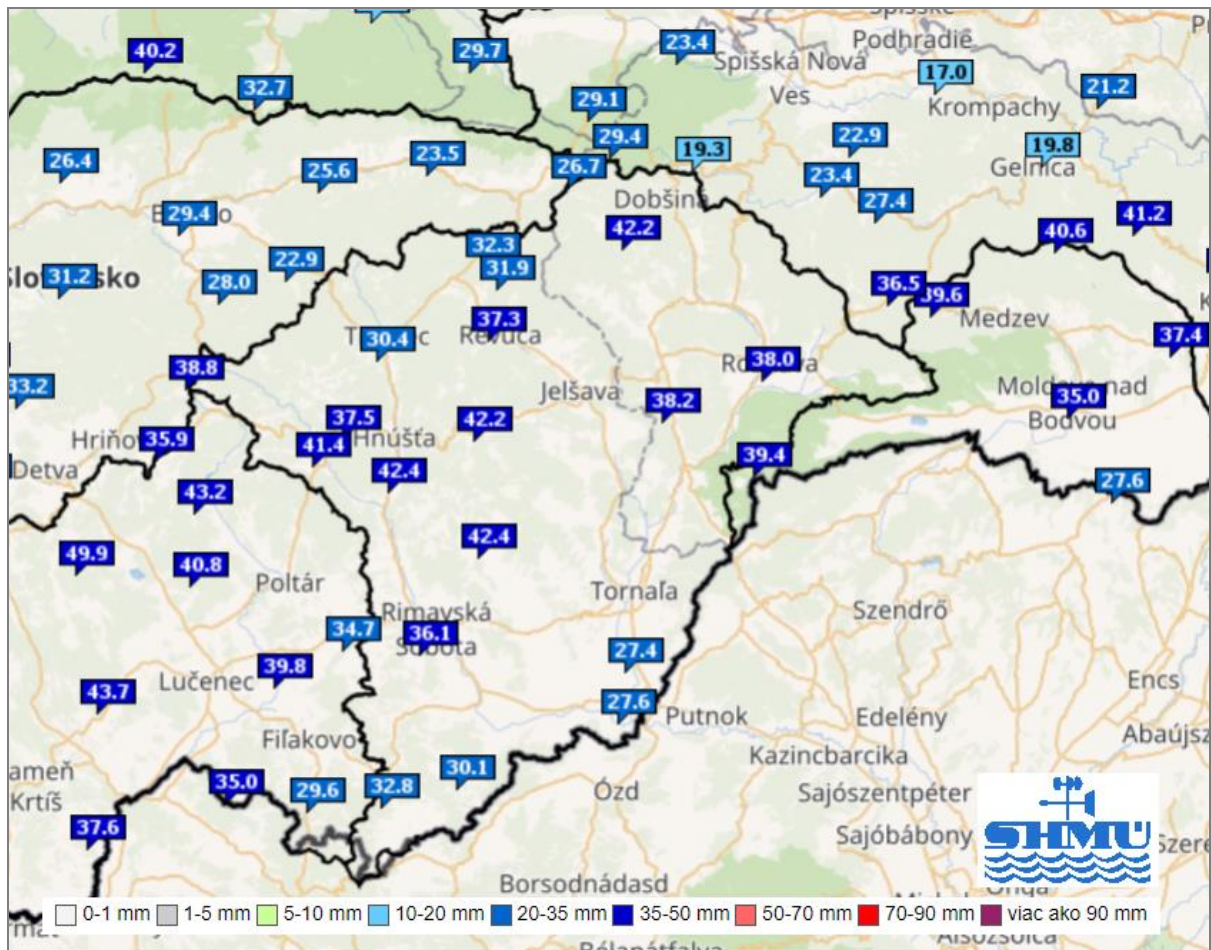 Spišské
Podhradie
40.2
29.7
23.4
Spišská Nová
Ves
17.0
21.2
32.7
29.1
Krompachy
26.4
25.6
23.5
29.4
26.7
19.3
22.9
19.8
Gelnica
23.4
27.4
29.4
Dobšiná
42.2
41.2
40.6
31.2
28.0
22.9
32.3
31.9
36.5
39.6
Medzev
33.2
38.8
30.4
37.3
Revúca
38.0
37.4
Jelšava
38.2
Moldava nad
35.0
Bodvou
Hriňo
35.9
37.5
41.4
Hnúšťa
42.2
Detva
43.2
42.4
39.4
27.6
49.9
40.8
42.4
Poltár
Tornaľa
Szendrő
34.7
Rimavská
36.1
Sobota
27.4
43.7
Lučenec
39.8
27.6
Putnok
Edelény
Encs
Fiľakovo
Kazincbarcika
Abaújsz
ameň
Krtíš
35.0
29.6
32.8
30.1
Ózd
Sajószentpéter
37.6
Sajóbábony
SHMÚ
Szere
Borsodnádasd
0-1 mm 1-5 mm 5-10 mm 10-20 mm 20-35 mm 35-50 mm 50-70 mm 70-90 mm viac ako 90 mm